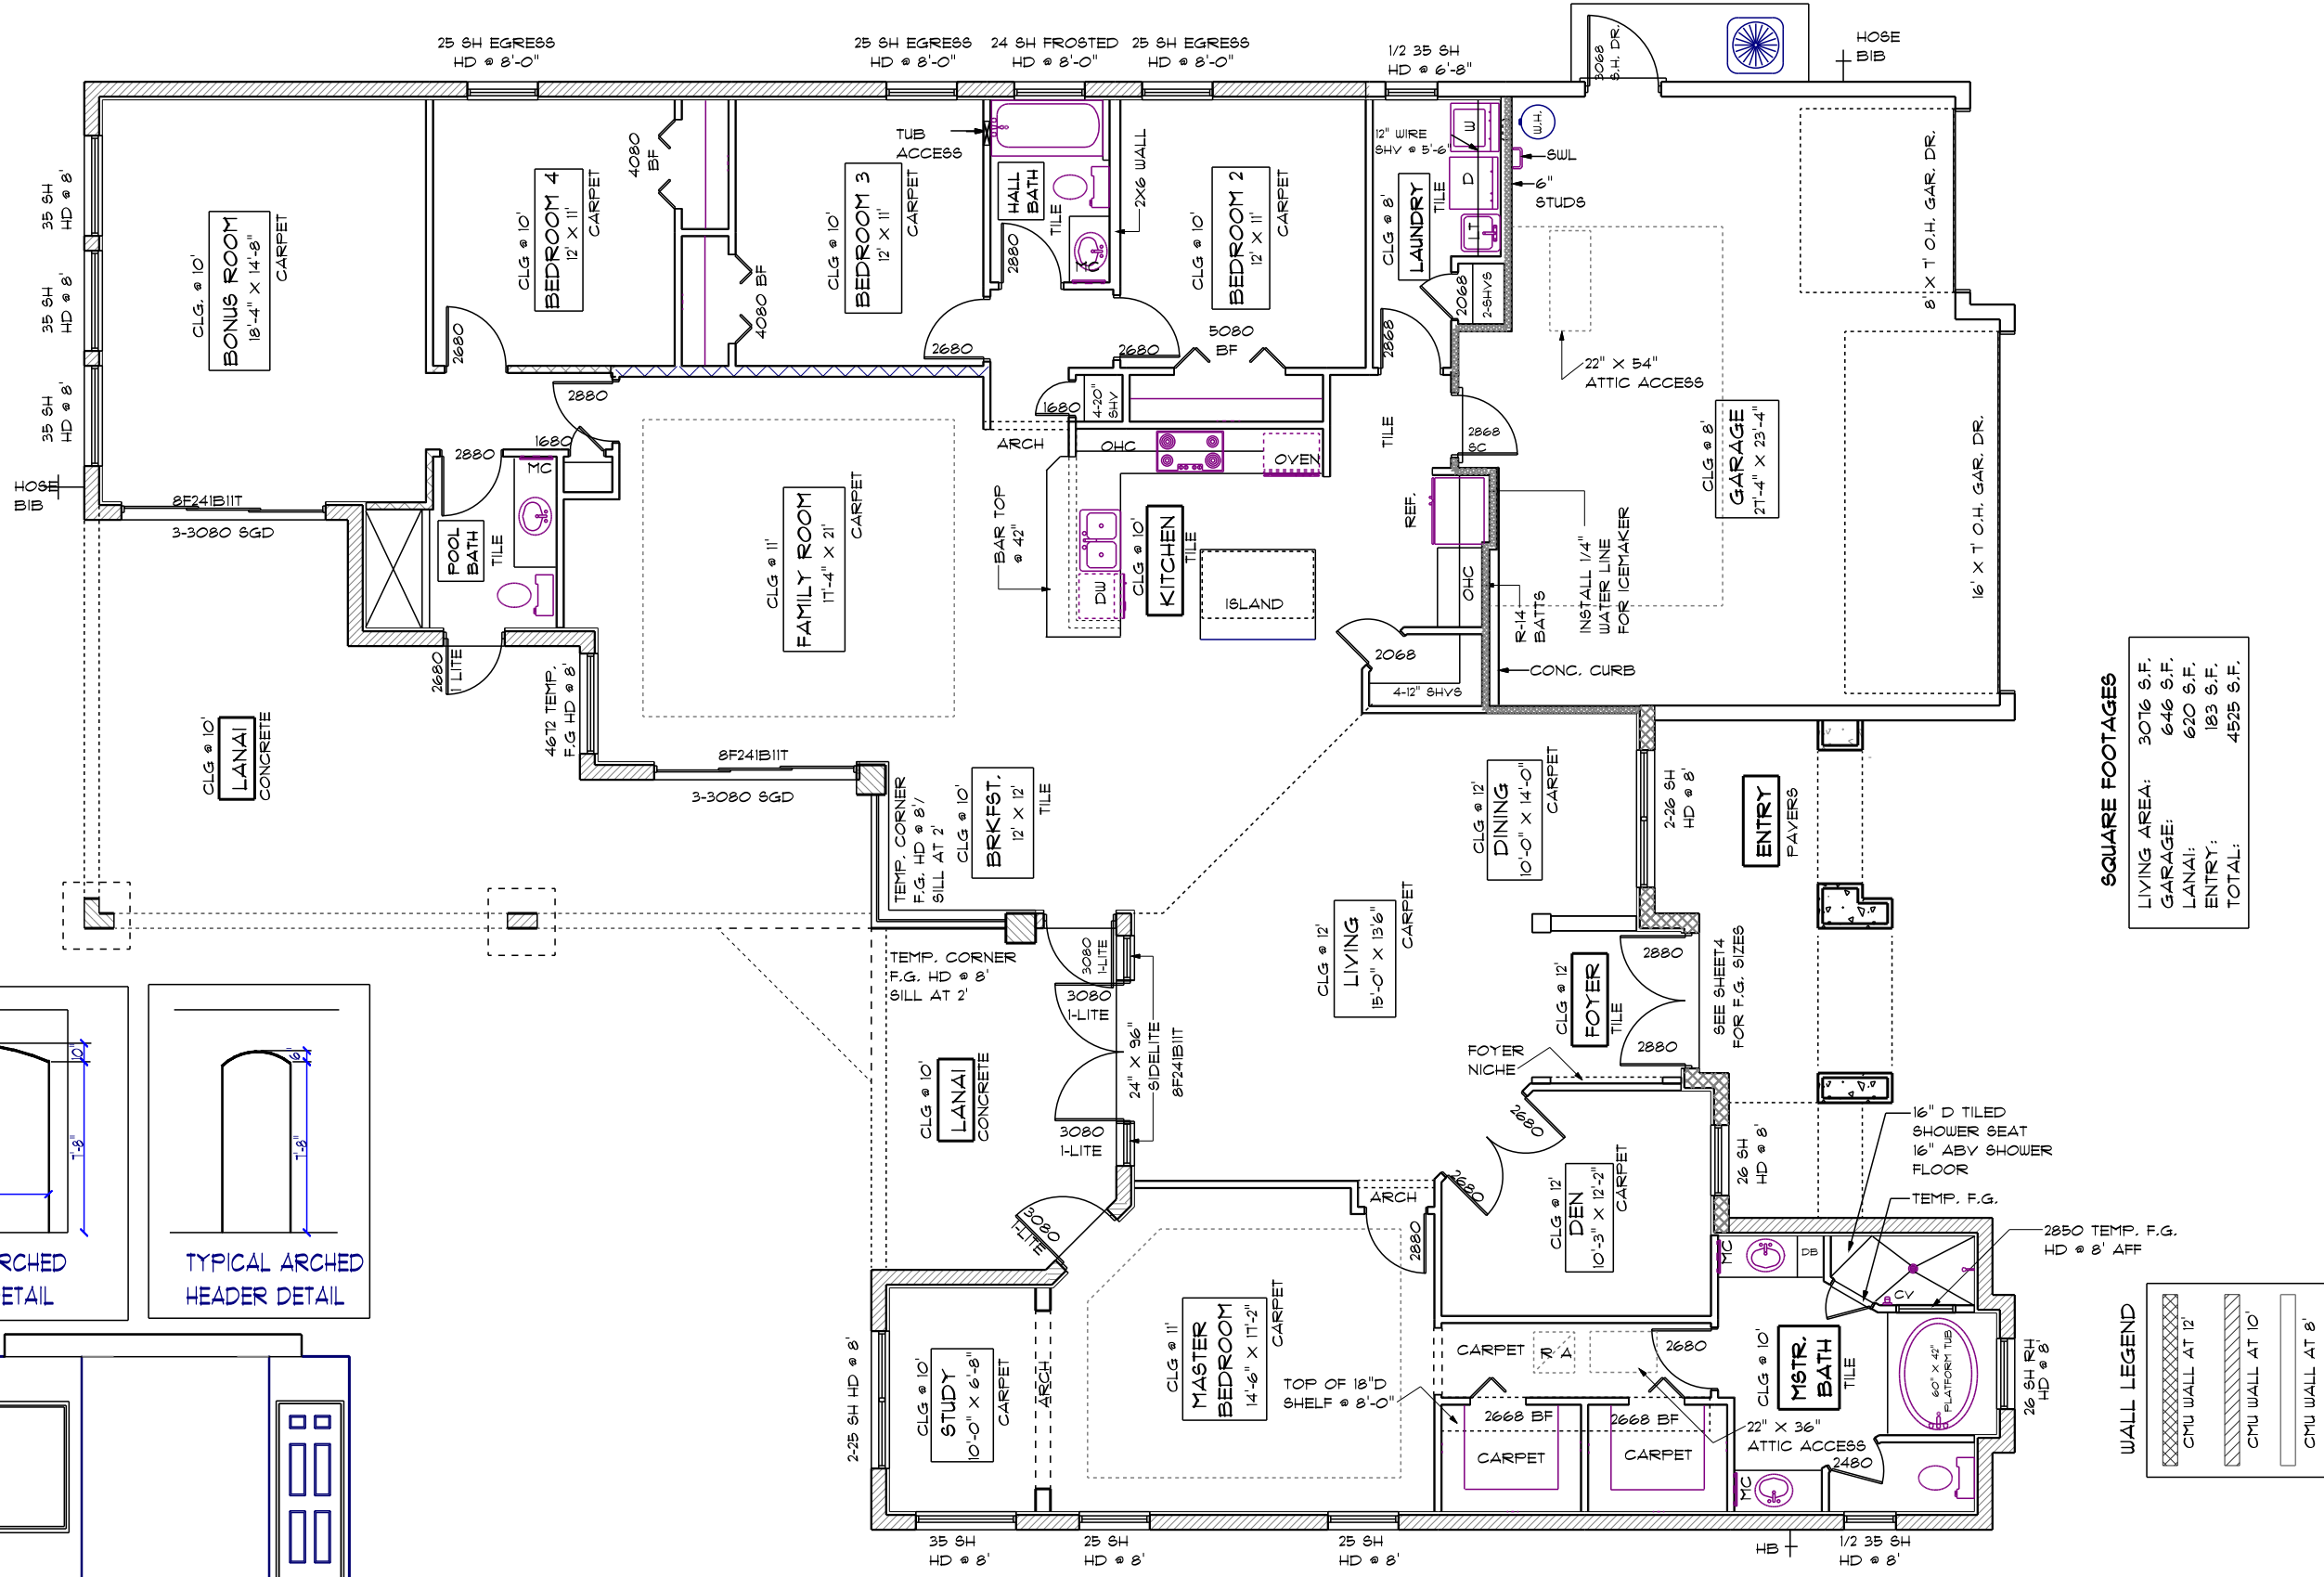 25 SH EGRESS
HD @ 8'-0"
25 SH EGRESS
HD @ 8'-0"
24 SH FROSTED
HD @ 8'-0"
25 SH EGRESS
HD @ 8'-0"
1/2 35 SH
HD @ 6'-8"
3068
S.H. DR.
HOSE
BIB
35 SH
HD @ 8'
35 SH
HD @ 8'
35 SH
HD @ 8'
CLG. @ 10'
BONUS ROOM
18'-4" X 14'-8"
CARPET
CLG @ 10'
BEDROOM 4
12' X 11'
CARPET
4080
BF
2680
4080 BF
TUB
ACCESS
CLG @ 10'
BEDROOM 3
12' X 11'
CARPET
2680
HALL
BATH
TILE
2880
MC
2X6 WALL
CLG @ 10'
BEDROOM 2
12' X 11'
CARPET
2680
5080
BF
12" WIRE
SHV @ 5'-6"
W
D
LT
CLG @ 8'
LAUNDRY
TILE
2068
2-SHVS
2868
W.H.
SWL
6"
STUDS
8' X 7' O.H. GAR. DR.
22" X 54"
ATTIC ACCESS
CLG @ 8'
GARAGE
27'-4" X 23'-4"
16' X 7' O.H. GAR. DR.
2868
SC
TILE
2880
1680
2880
MC
POOL
BATH
TILE
HOSE
BIB
8F241B11T
3-3080 SGD
2680
1 LITE
4672 TEMP.
F.G HD @ 8'
CLG @ 11'
FAMILY ROOM
17'-4" X 21'
CARPET
8F241B11T
3-3080 SGD
ARCH
1680
4-20"
SHV
OHC
OVEN
BAR TOP
@ 42"
DW
CLG @ 10'
KITCHEN
TILE
ISLAND
REF.
OHC
R-14
BATTS
INSTALL 1/4"
WATER LINE
FOR ICEMAKER
CONC. CURB
2068
4-12" SHVS
CLG @ 10'
LANAI
CONCRETE
TEMP. CORNER
F.G. HD @ 8'/
SILL AT 2'
CLG @ 10'
BRKFST.
12' X 12'
TILE
CLG @ 12'
DINING
10'-0" X 14'-0"
CARPET
2-26 SH
HD @ 8'
ENTRY
PAVERS
SQUARE FOOTAGES
LIVING AREA: 3076 S.F.
GARAGE: 646 S.F.
LANAI: 620 S.F.
ENTRY: 183 S.F.
TOTAL: 4525 S.F.
TEMP. CORNER
F.G. HD @ 8'
SILL AT 2'
3080
1-LITE
3080
1-LITE
3080
1-LITE
3080
1-LITE
24" X 96"
SIDELITE
8F241B11T
CLG @ 10'
LANAI
CONCRETE
CLG @ 12'
LIVING
15'-0" X 13'6"
CARPET
CLG @ 12'
FOYER
TILE
2880
2880
SEE SHEET4
FOR F.G. SIZES
FOYER
NICHE
2680
2680
CLG @ 12'
DEN
10'-3" X 12'-2"
CARPET
26 SH
HD @ 8'
16" D TILED
SHOWER SEAT
16" ABV SHOWER
FLOOR
TEMP. F.G.
2850 TEMP. F.G.
HD @ 8' AFF
ARCH
2880
MC
DB
CV
10"
7'-8"
6"
7'-8"
RCHED
ETAIL
TYPICAL ARCHED
HEADER DETAIL
2-25 SH HD @ 8'
CLG @ 10'
STUDY
10'-0" X 6'-8"
CARPET
ARCH
CLG @ 11'
MASTER
BEDROOM
14'-6" X 17'-2"
CARPET
CARPET
R A
2680
TOP OF 18"D
SHELF @ 8'-0"
2668 BF
2668 BF
CARPET
CARPET
22" X 36"
ATTIC ACCESS
CLG @ 10'
MSTR.
BATH
TILE
60" X 42"
PLATFORM TUB
26 SH RH
HD @ 8'
2480
MC
WALL LEGEND
CMU WALL AT 12'
CMU WALL AT 10'
CMU WALL AT 8'
35 SH
HD @ 8'
25 SH
HD @ 8'
25 SH
HD @ 8'
HB
1/2 35 SH
HD @ 8'